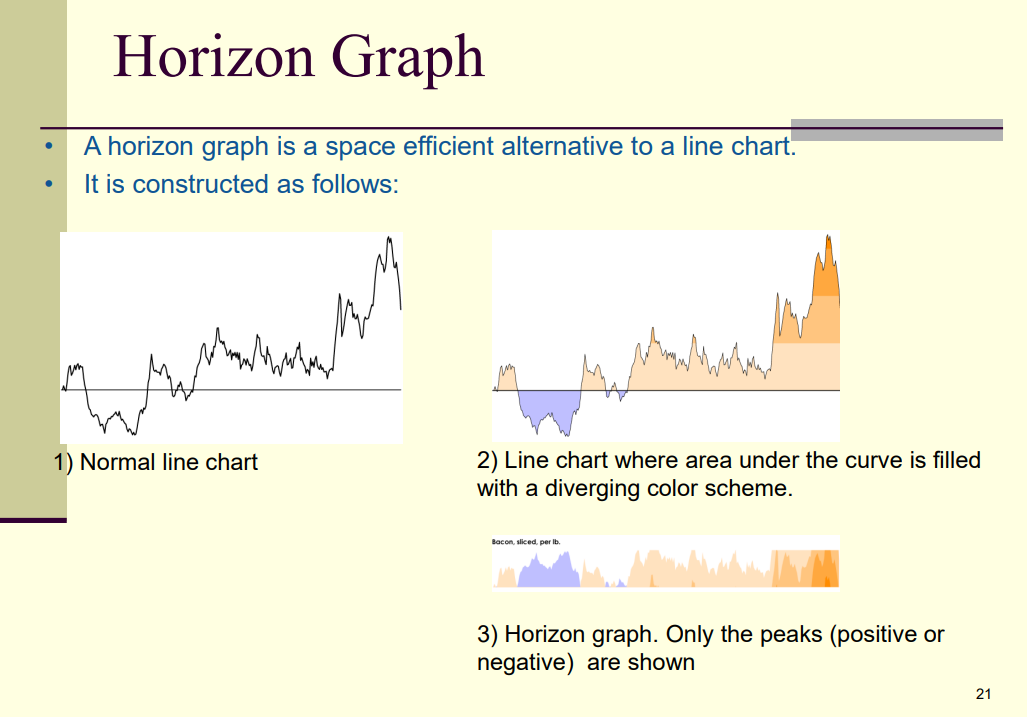 Horizon Graph
• A horizon graph is a space efficient alternative to a line chart.
• It is constructed as follows:
1) Normal line chart
2) Line chart where area under the curve is filled
with a diverging color scheme.
Bacon, sliced, per lb.
3) Horizon graph. Only the peaks (positive or
negative)  are shown
21